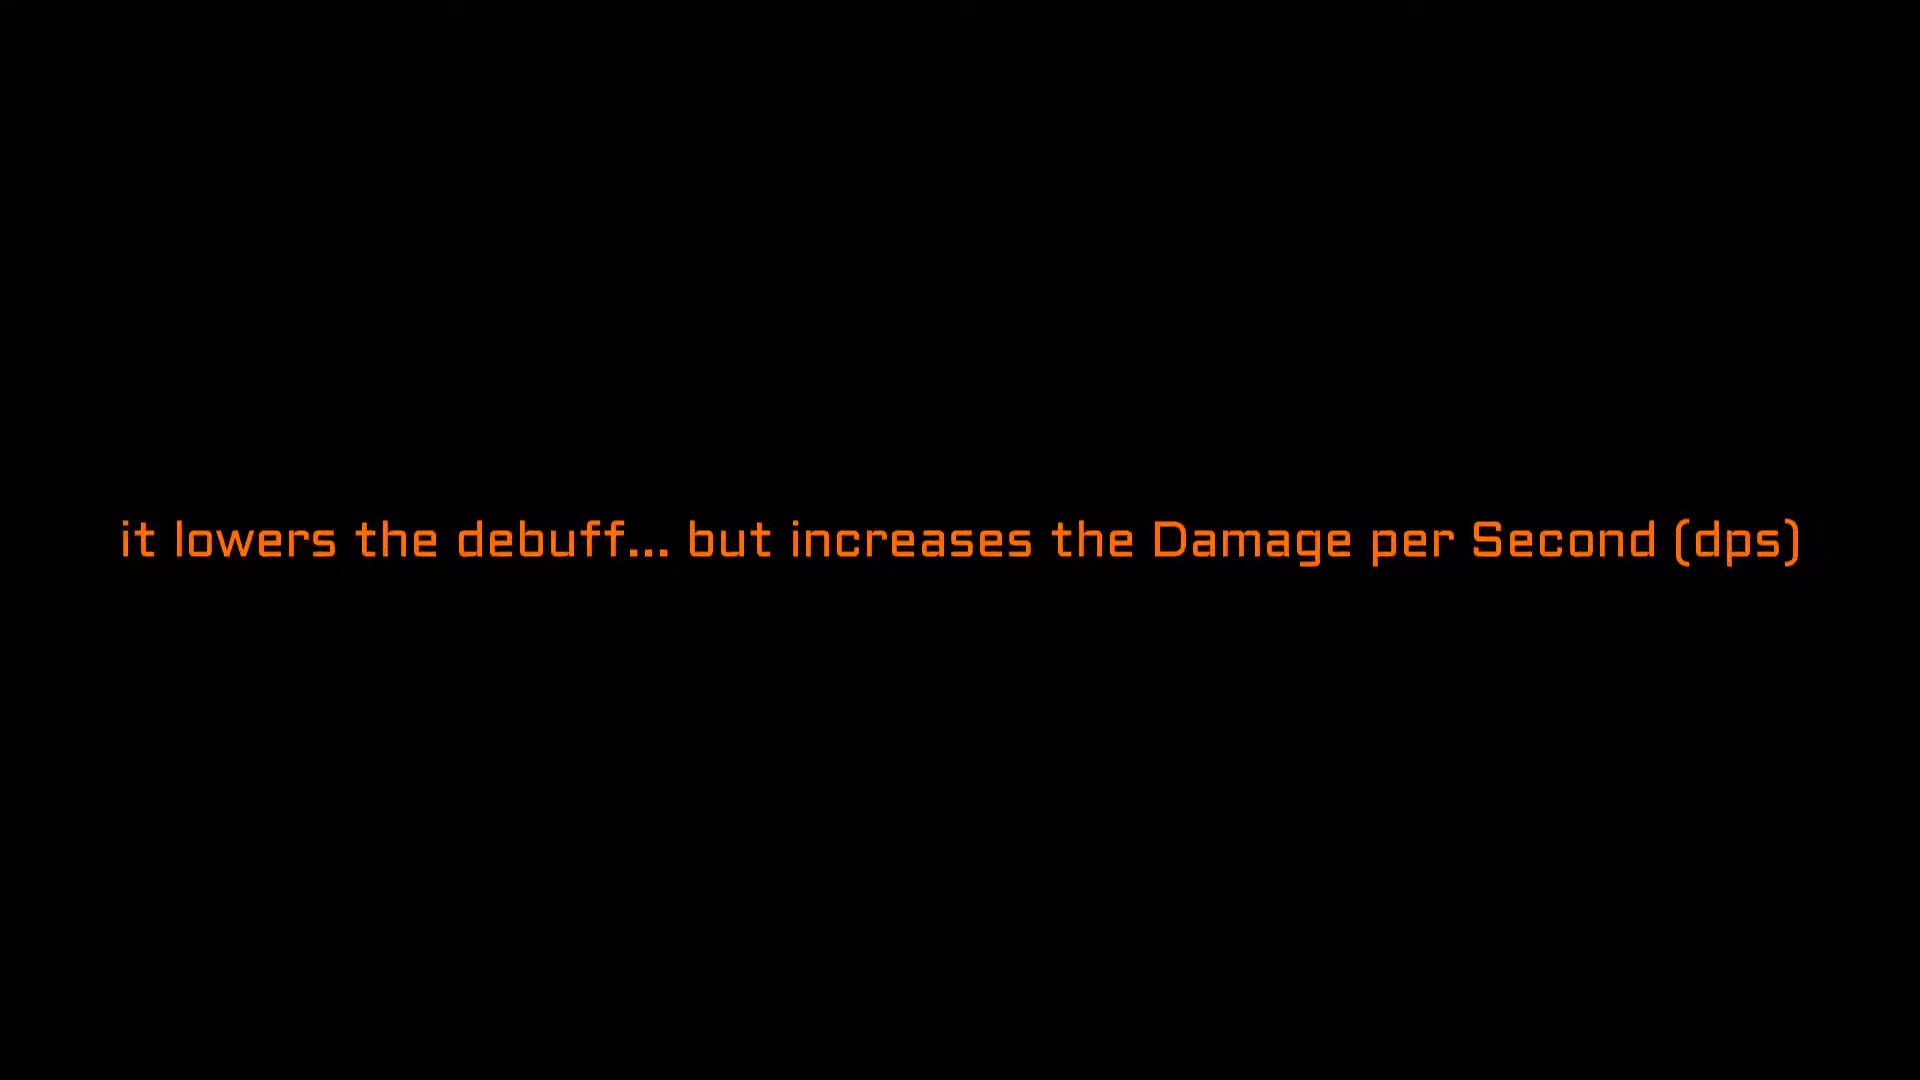 it lowers the debuff... but increases the Damage per Second (dps)